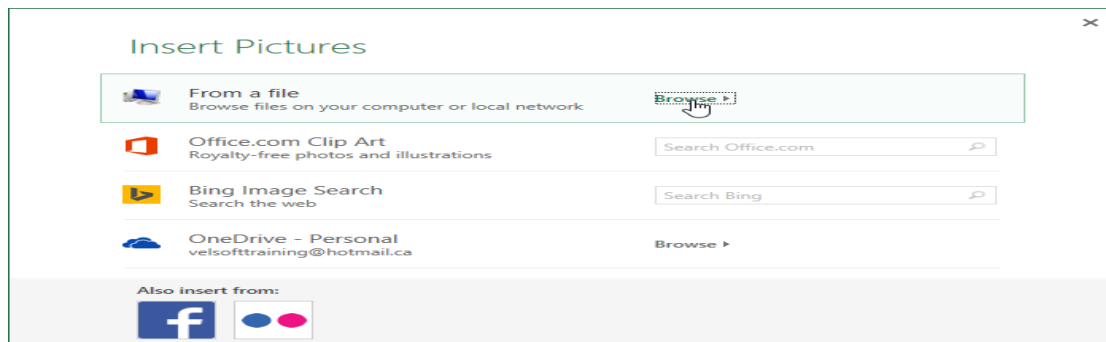 Insert Pictures
From a file
Browse files on your computer or local network
Browse
Office.com Clip Art
Royalty-free photos and illustrations
Search Office.com
Bing Image Search
Search the web
Search Bing
OneDrive - Personal
velsofttraining@hotmail.ca
Browse
Also insert from:
f